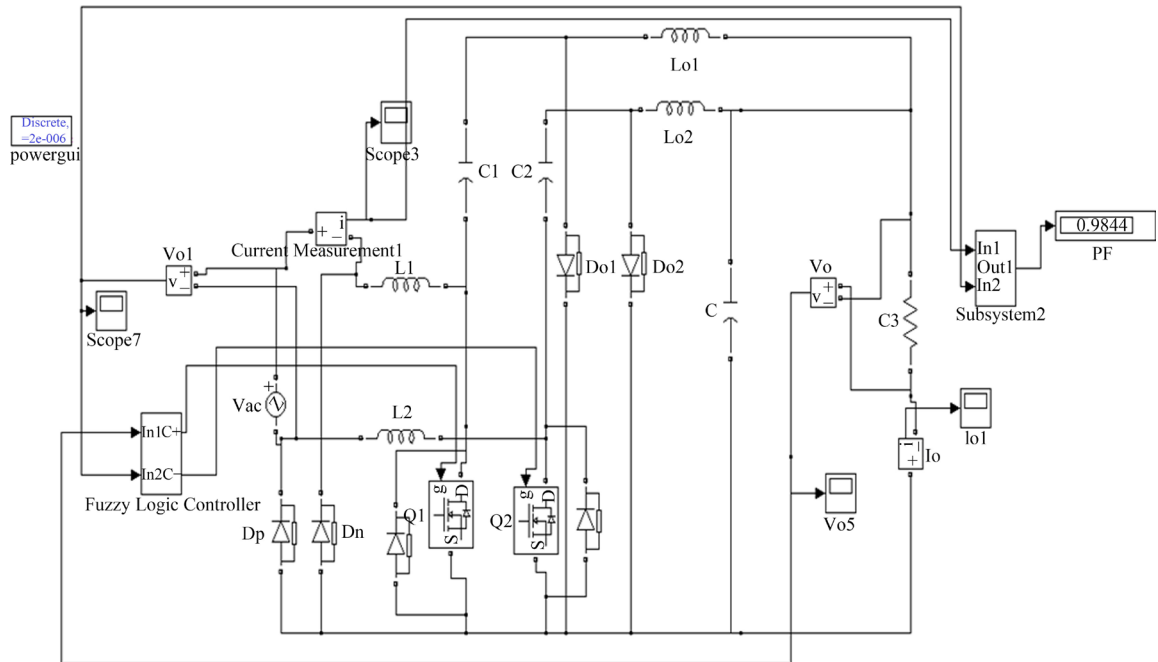 Lo1
Lo2
Discrete,
=2e-006
powergui
Scope3
C1
C2
i
+
−
Current Measurement1
Vo1
v
+
−
L1
Do1
Do2
In1
Out1
In2
Subsystem2
0.9844
PF
Scope7
C
Vo
v
+
−
C3
+
Vac
L2
lo1
i
−
+
Io
In1C+
In2C−
Fuzzy Logic Controller
g
D
S
Q1
g
D
S
Q2
Dp
Dn
Vo5